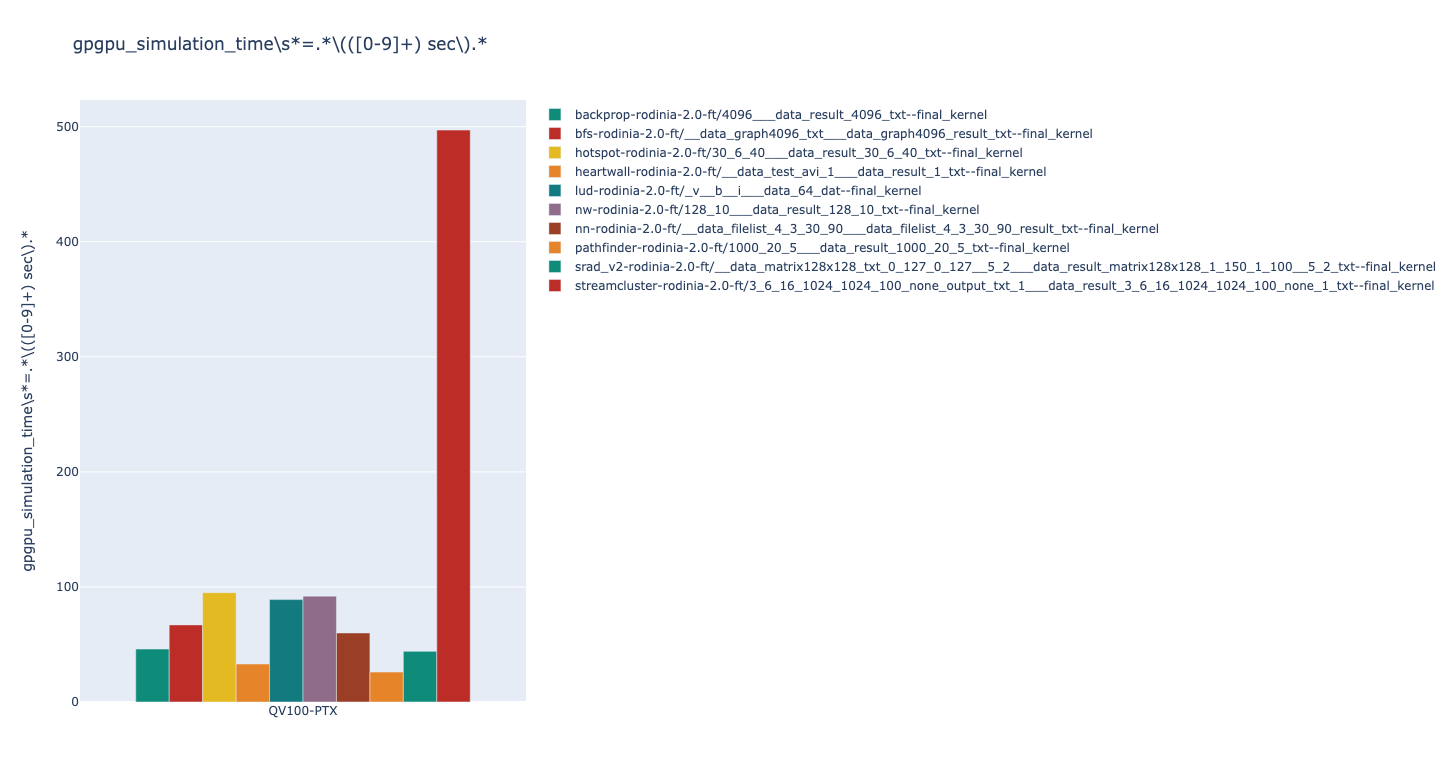 gpgpu_simulation_time\s*=.*\(([0-9]+) sec\).*
gpgpu_simulation_time\s*=.*\(([0-9]+) sec\).*
500
400
300
200
100
0
QV100-PTX
backprop-rodinia-2.0-ft/4096___data_result_4096_txt--final_kernel
bfs-rodinia-2.0-ft/__data_graph4096_txt___data_graph4096_result_txt--final_kernel
hotspot-rodinia-2.0-ft/30_6_40___data_result_30_6_40_txt--final_kernel
heartwall-rodinia-2.0-ft/__data_test_avi_1___data_result_1_txt--final_kernel
lud-rodinia-2.0-ft/_v__b__i___data_64_dat--final_kernel
nw-rodinia-2.0-ft/128_10___data_result_128_10_txt--final_kernel
nn-rodinia-2.0-ft/__data_filelist_4_3_30_90___data_filelist_4_3_30_90_result_txt--final_kernel
pathfinder-rodinia-2.0-ft/1000_20_5___data_result_1000_20_5_txt--final_kernel
srad_v2-rodinia-2.0-ft/__data_matrix128x128_txt_0_127_0_127__5_2___data_result_matrix128x128_1_150_1_100__5_2_txt--final_kernel
streamcluster-rodinia-2.0-ft/3_6_16_1024_1024_100_none_output_txt_1___data_result_3_6_16_1024_1024_100_none_1_txt--final_kernel